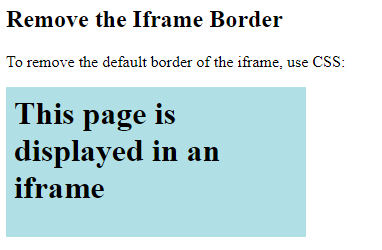 Remove the Iframe Border
To remove the default border of the iframe, use CSS:
This page is
displayed in an
iframe